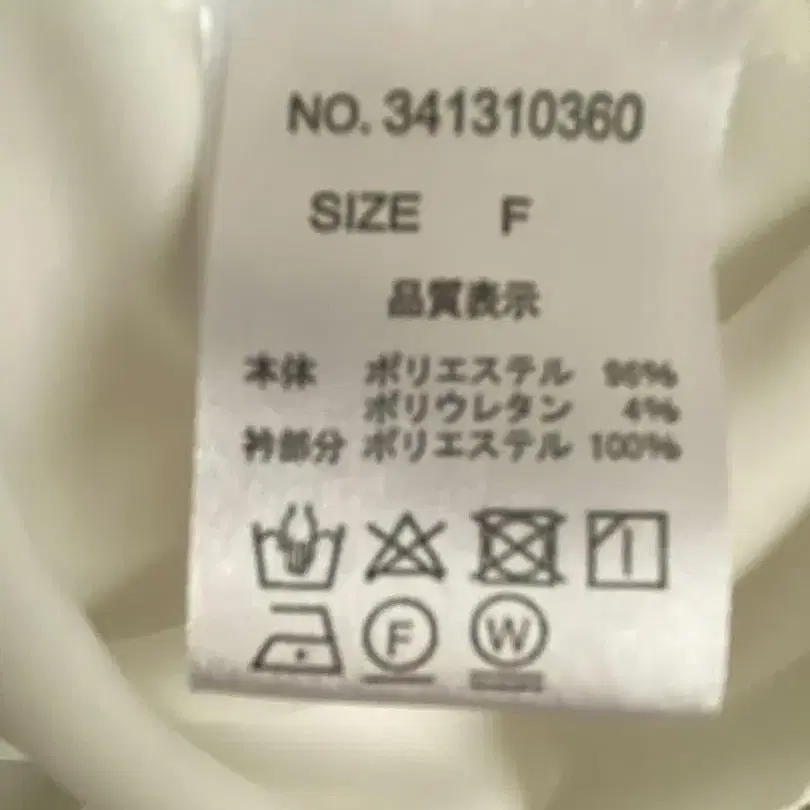 NO. 341310360
SIZE F
品質表示
本体 ポリエステル 96%
ポリウレタン 4%
衿部分 ポリエステル 100%
F W